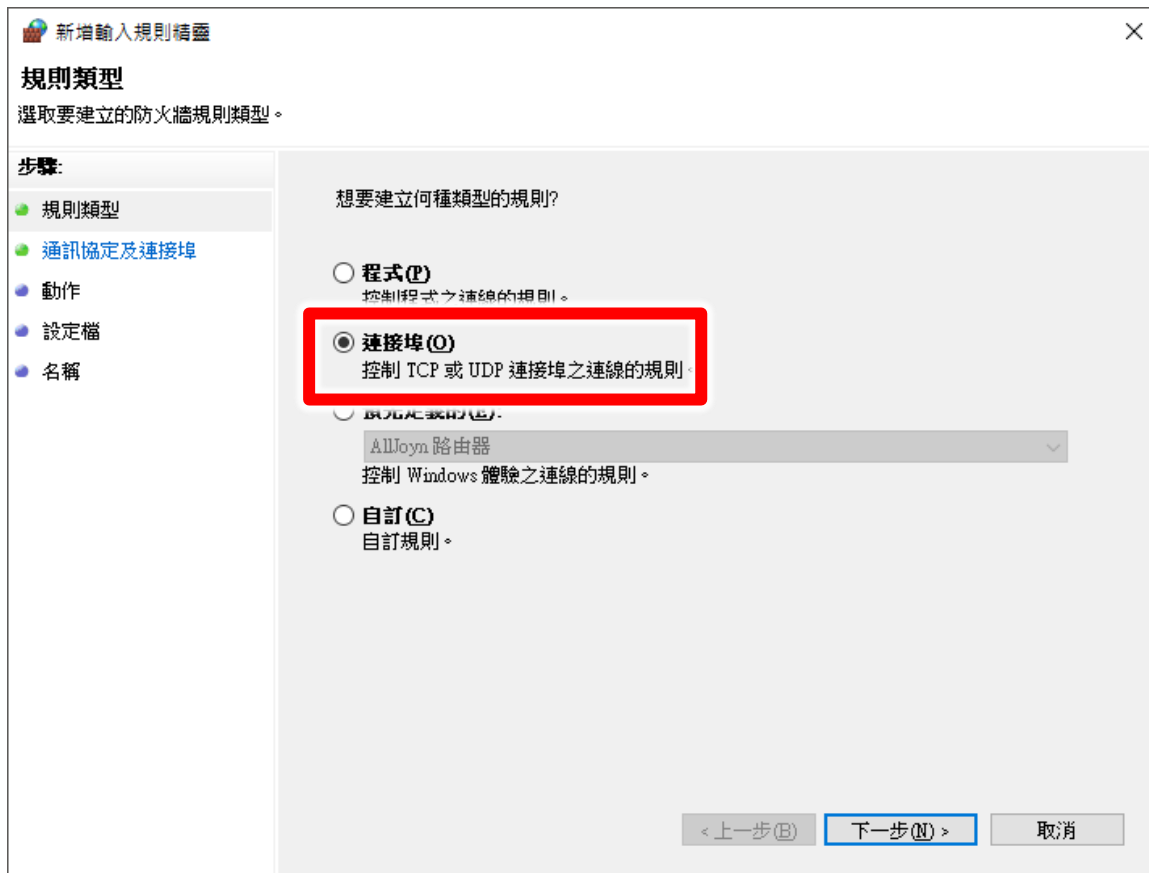 新增輸入規則精靈
規則類型
選取要建立的防火牆規則類型。
步驟:
規則類型
通訊協定及連接埠
動作
設定檔
名稱
想要建立何種類型的規則?
程式(P)
控制程式之連線的規則。
連接埠(O)
控制 TCP 或 UDP 連接埠之連線的規則。
預先定義的(E):
AllJoyn 路由器
控制 Windows 體驗之連線的規則。
自訂(C)
自訂規則。
<上一步(B)
下一步(N) >
取消